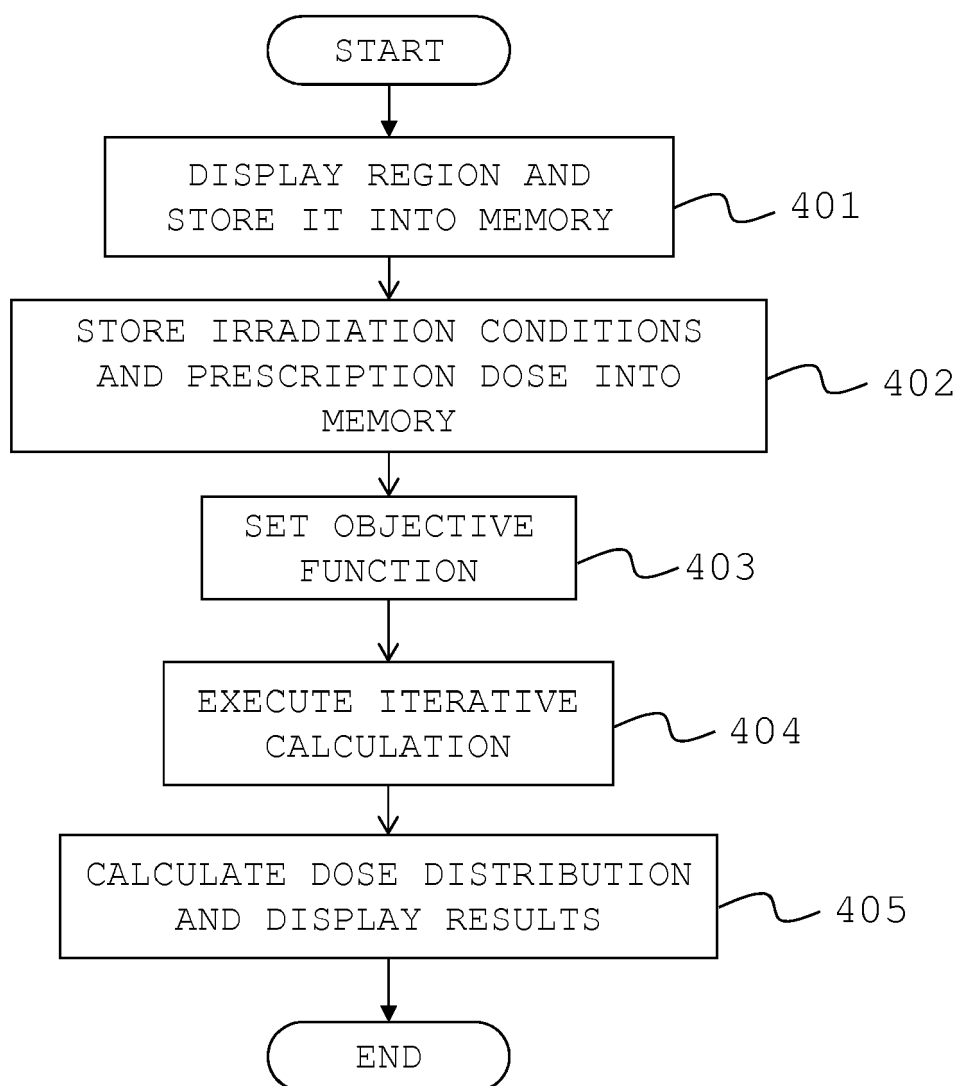 START
DISPLAY REGION AND
STORE IT INTO MEMORY
401
STORE IRRADIATION CONDITIONS
AND PRESCRIPTION DOSE INTO
MEMORY
402
SET OBJECTIVE
FUNCTION
403
EXECUTE ITERATIVE
CALCULATION
404
CALCULATE DOSE DISTRIBUTION
AND DISPLAY RESULTS
405
END